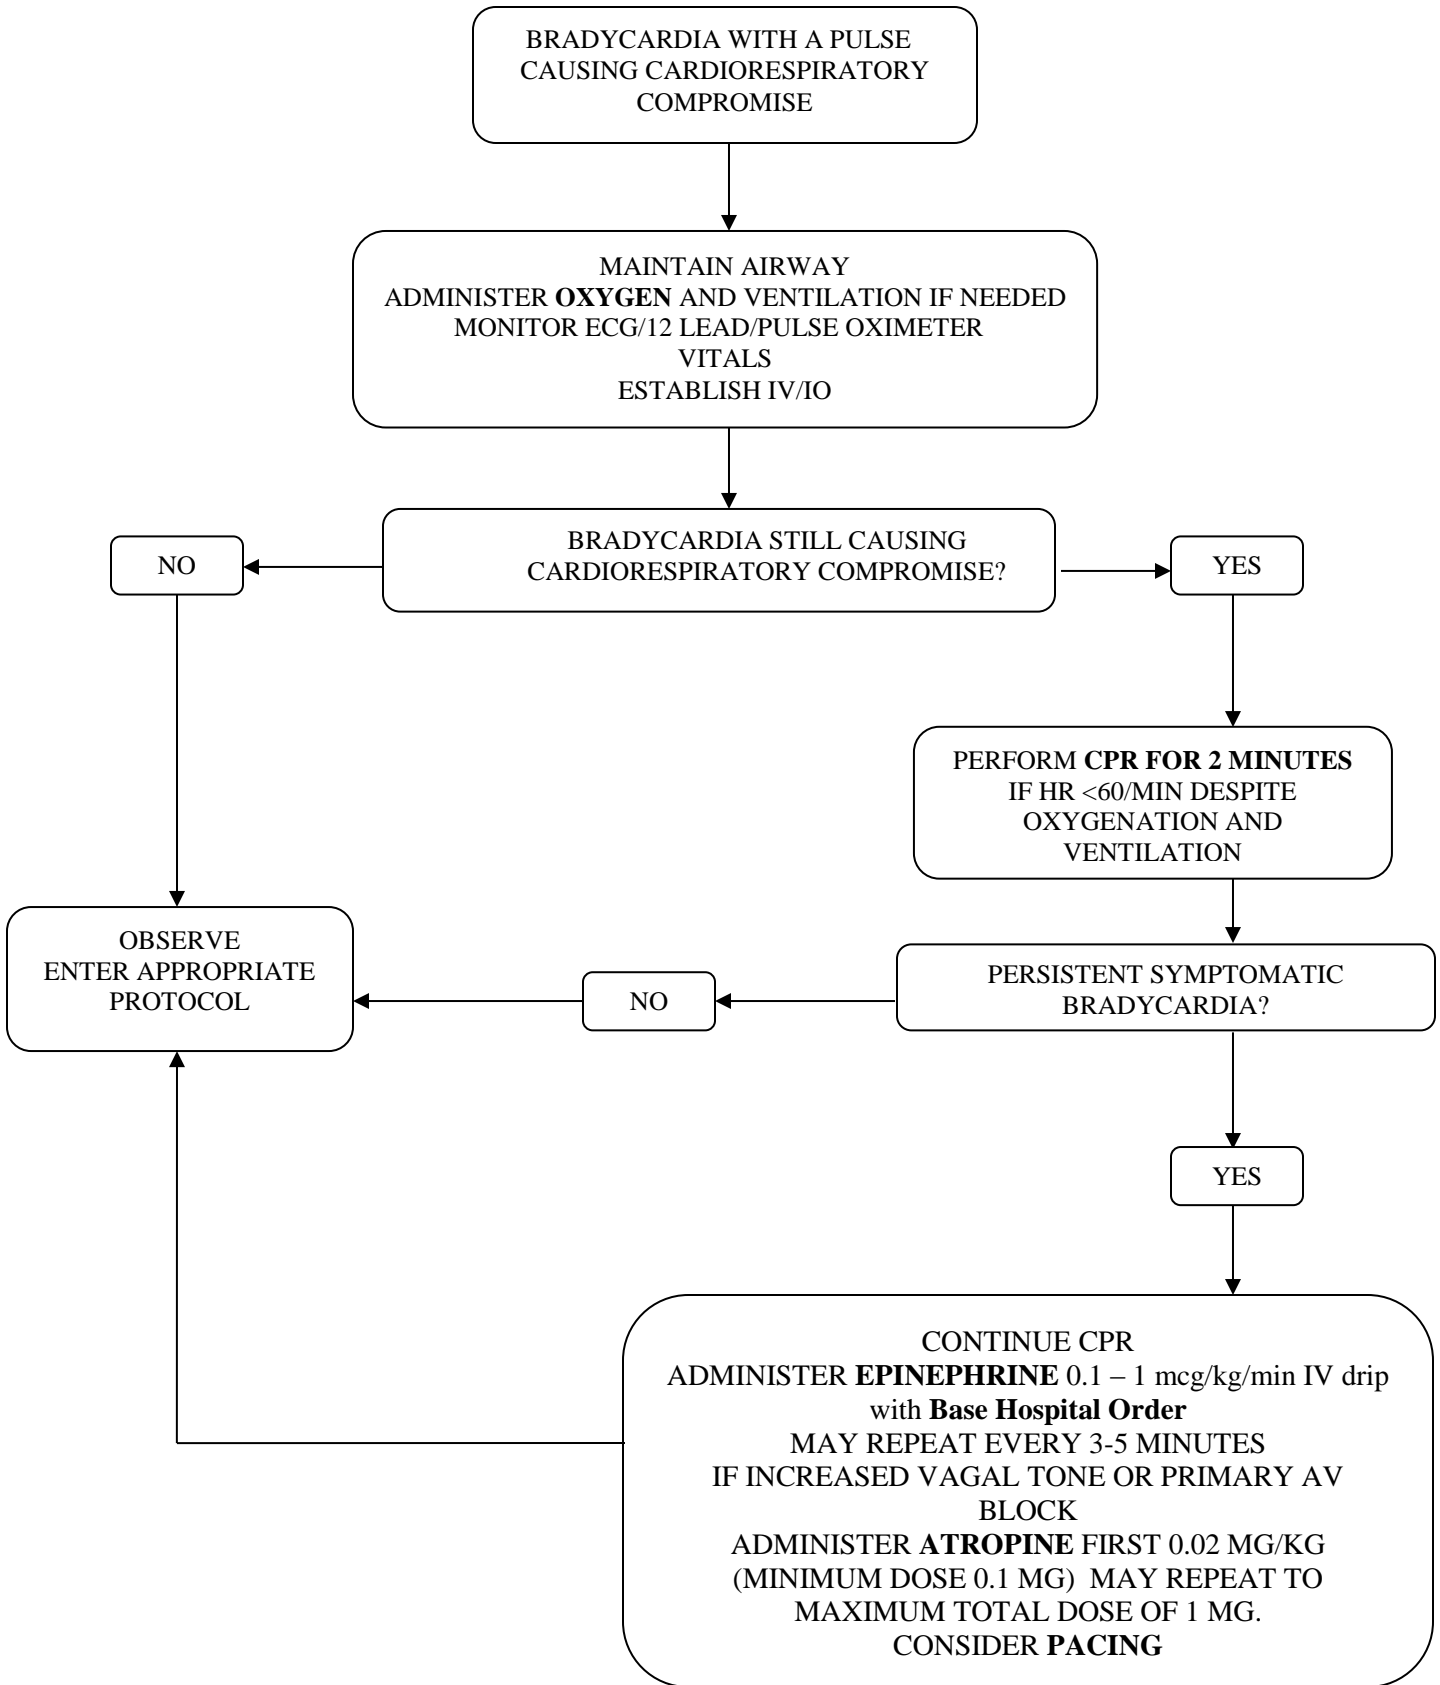 BRADYCARDIA WITH A PULSE
CAUSING CARDIORESPIRATORY
COMPROMISE
MAINTAIN AIRWAY
ADMINISTER OXYGEN AND VENTILATION IF NEEDED
MONITOR ECG/12 LEAD/PULSE OXIMETER
VITALS
ESTABLISH IV/IO
BRADYCARDIA STILL CAUSING
CARDIORESPIRATORY COMPROMISE?
NO
YES
PERFORM CPR FOR 2 MINUTES
IF HR <60/MIN DESPITE
OXYGENATION AND
VENTILATION
OBSERVE
ENTER APPROPRIATE
PROTOCOL
NO
PERSISTENT SYMPTOMATIC
BRADYCARDIA?
YES
CONTINUE CPR
ADMINISTER EPINEPHRINE 0.1 – 1 mcg/kg/min IV drip
with Base Hospital Order
MAY REPEAT EVERY 3-5 MINUTES
IF INCREASED VAGAL TONE OR PRIMARY AV
BLOCK
ADMINISTER ATROPINE FIRST 0.02 MG/KG
(MINIMUM DOSE 0.1 MG)  MAY REPEAT TO
MAXIMUM TOTAL DOSE OF 1 MG.
CONSIDER PACING